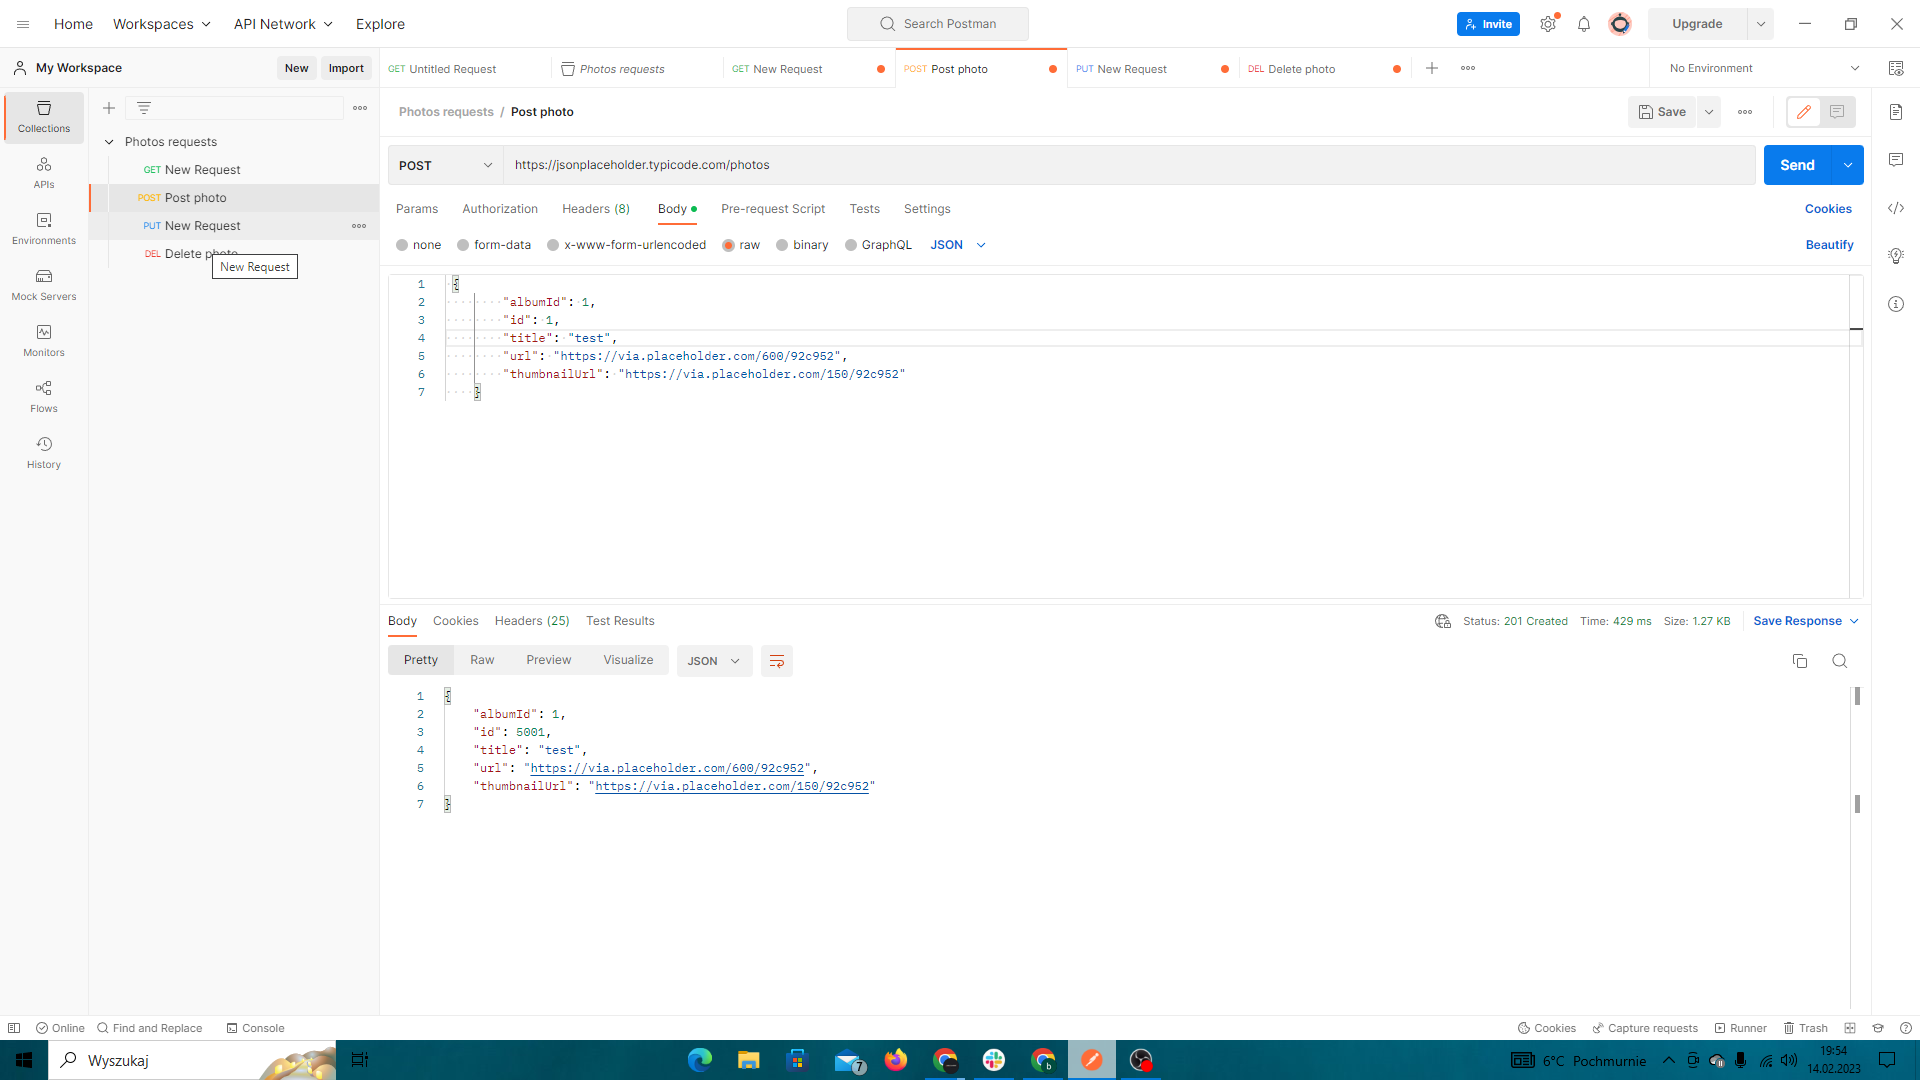 Home Workspaces API Network Explore Search Postman Invite Upgrade
My Workspace New Import GET Untitled Request Photos requests GET New Request POST Post photo PUT New Request DEL Delete photo No Environment
Collections
APIs
Environments
Mock Servers
Monitors
Flows
History
Photos requests
GET New Request
POST Post photo
PUT New Request
DEL Delete photo
New Request
Photos requests / Post photo Save
POST https://jsonplaceholder.typicode.com/photos Send
Params Authorization Headers (8) Body Pre-request Script Tests Settings Cookies
none form-data x-www-form-urlencoded raw binary GraphQL JSON Beautify
1 {
2 "albumId": 1,
3 "id": 1,
4 "title": "test",
5 "url": "https://via.placeholder.com/600/92c952",
6 "thumbnailUrl": "https://via.placeholder.com/150/92c952"
7 }
Body Cookies Headers (25) Test Results Status: 201 Created Time: 429 ms Size: 1.27 KB Save Response
Pretty Raw Preview Visualize JSON
1 {
2 "albumId": 1,
3 "id": 5001,
4 "title": "test",
5 "url": "https://via.placeholder.com/600/92c952",
6 "thumbnailUrl": "https://via.placeholder.com/150/92c952"
7 }
Online Find and Replace Console Cookies Capture requests Runner Trash
Wyszukaj 7 b 6°C Pochmurnie 19:54
14.02.2023